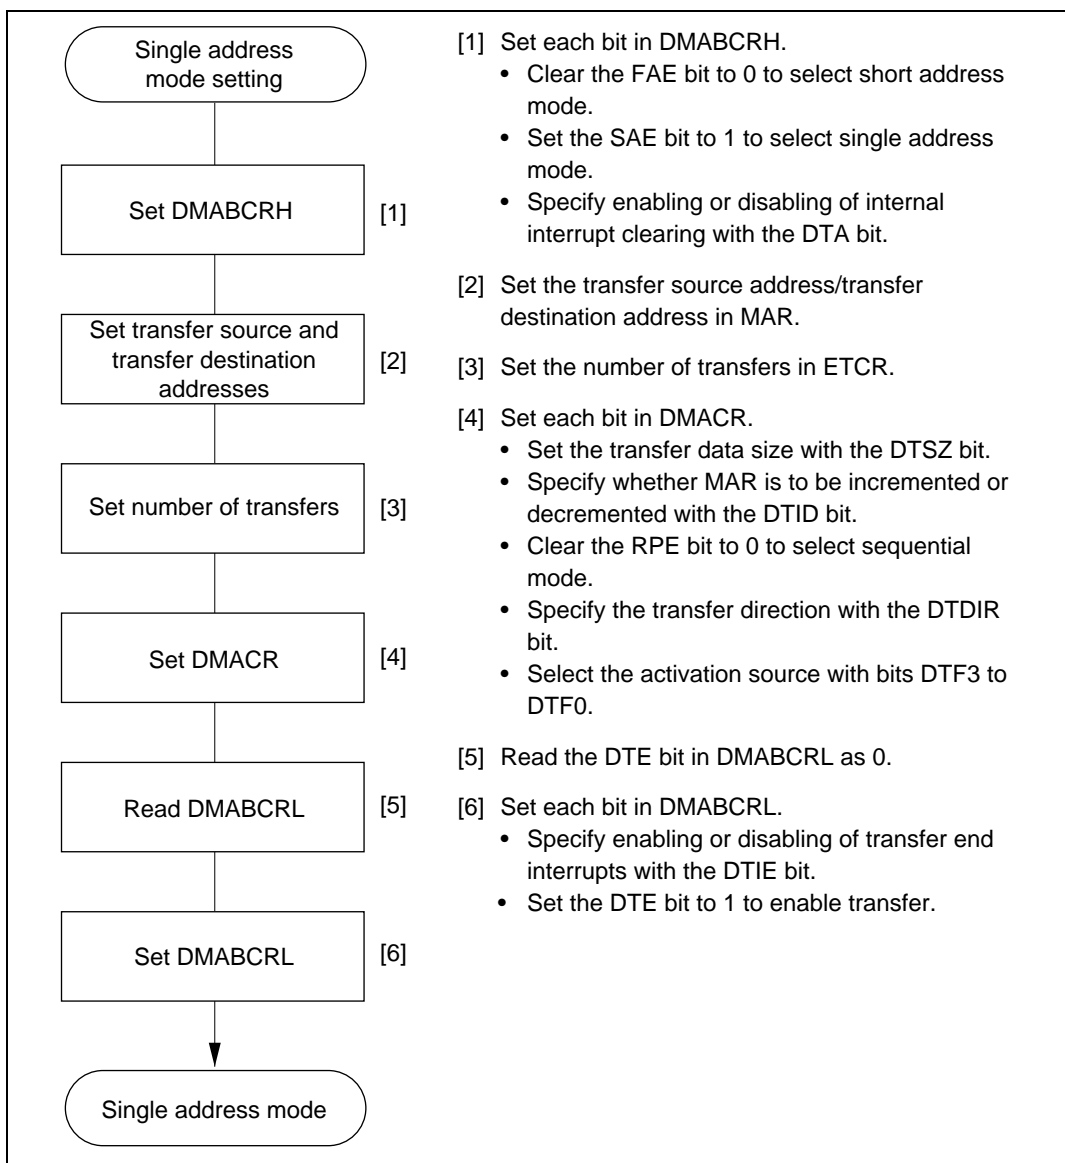 Single address
mode setting
Set DMABCRH
[1]
Set transfer source and
transfer destination
addresses
[2]
Set number of transfers
[3]
Set DMACR
[4]
Read DMABCRL
[5]
Set DMABCRL
[6]
Single address mode
[1] Set each bit in DMABCRH.
• Clear the FAE bit to 0 to select short address
mode.
• Set the SAE bit to 1 to select single address
mode.
• Specify enabling or disabling of internal
interrupt clearing with the DTA bit.
[2] Set the transfer source address/transfer
destination address in MAR.
[3] Set the number of transfers in ETCR.
[4] Set each bit in DMACR.
• Set the transfer data size with the DTSZ bit.
• Specify whether MAR is to be incremented or
decremented with the DTID bit.
• Clear the RPE bit to 0 to select sequential
mode.
• Specify the transfer direction with the DTDIR
bit.
• Select the activation source with bits DTF3 to
DTF0.
[5] Read the DTE bit in DMABCRL as 0.
[6] Set each bit in DMABCRL.
• Specify enabling or disabling of transfer end
interrupts with the DTIE bit.
• Set the DTE bit to 1 to enable transfer.